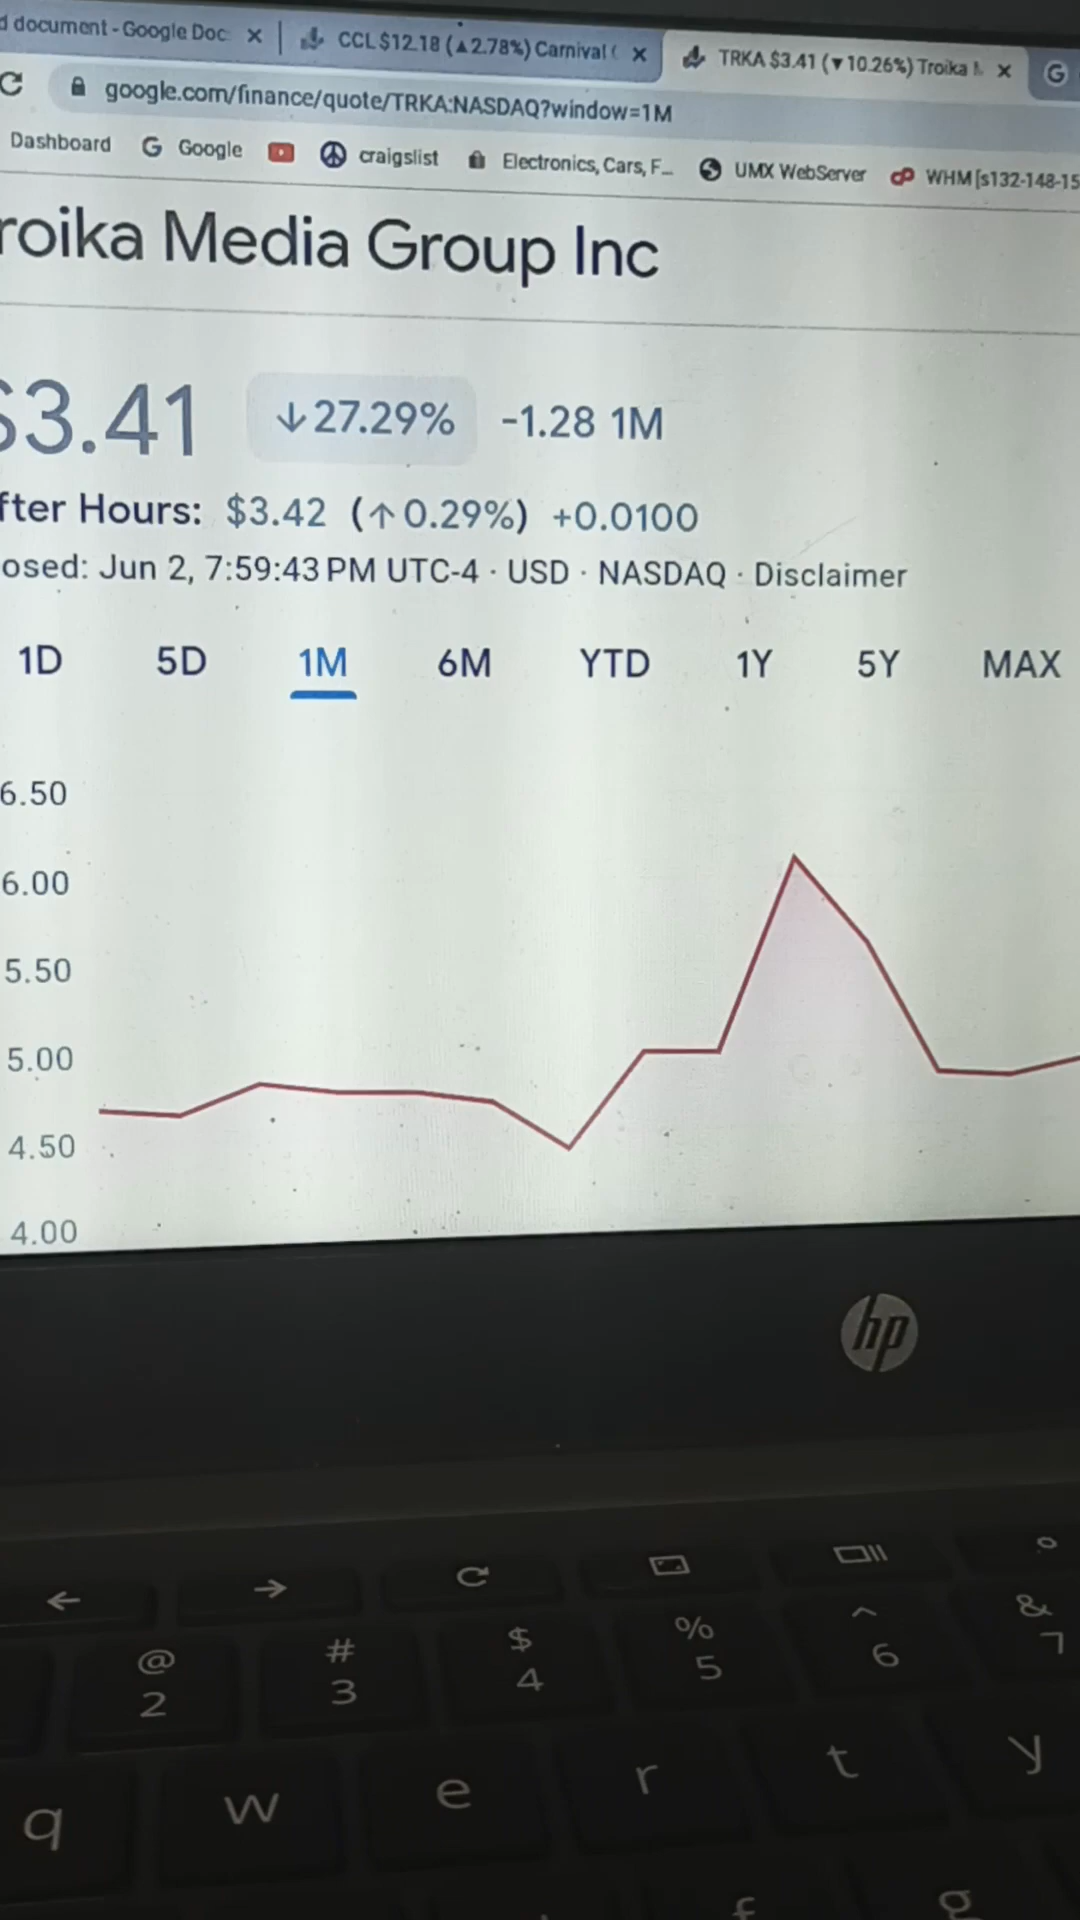 d document - Google Doc
CCL $12.18 (▲2.78%) Carnival
TRKA $3.41 (▼10.26%) Troika
G
google.com/finance/quote/TRKA:NASDAQ?window=1M
Dashboard
G Google
craigslist
Electronics, Cars, F...
UMX WebServer
cP WHM [s132-148-15
roika Media Group Inc
$3.41 ↓27.29% -1.28 1M
fter Hours: $3.42 (↑0.29%) +0.0100
osed: Jun 2, 7:59:43 PM UTC-4 · USD · NASDAQ · Disclaimer
1D 5D 1M 6M YTD 1Y 5Y MAX
6.50
6.00
5.50
5.00
4.50
4.00
hp
@ # $ % ^ &
2 3 4 5 6 7
q w e r t y
f g